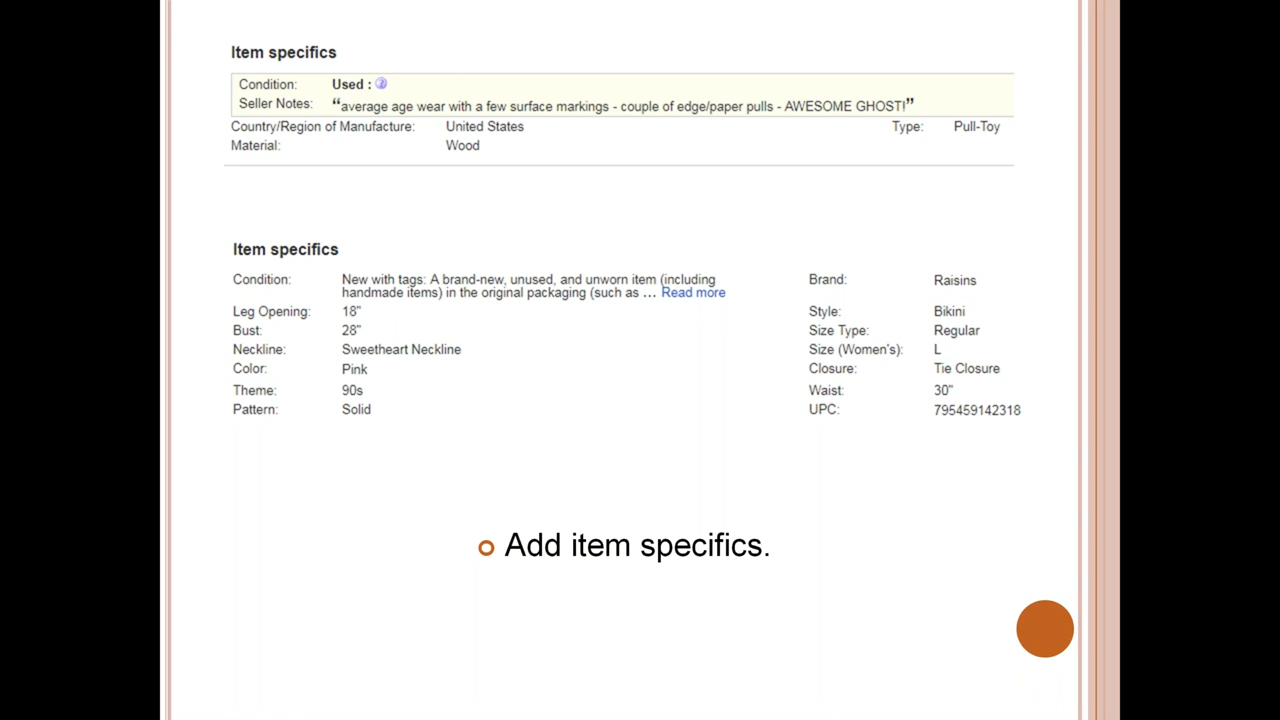 Item specifics
Condition: Used :
Seller Notes: “average age wear with a few surface markings - couple of edge/paper pulls - AWESOME GHOST!”
Country/Region of Manufacture: United States Type: Pull-Toy
Material: Wood
Item specifics
Condition: New with tags: A brand-new, unused, and unworn item (including Brand: Raisins
handmade items) in the original packaging (such as ... Read more
Leg Opening: 18" Style: Bikini
Bust: 28" Size Type: Regular
Neckline: Sweetheart Neckline Size (Women's): L
Color: Pink Closure: Tie Closure
Theme: 90s Waist: 30"
Pattern: Solid UPC: 795459142318
Add item specifics.